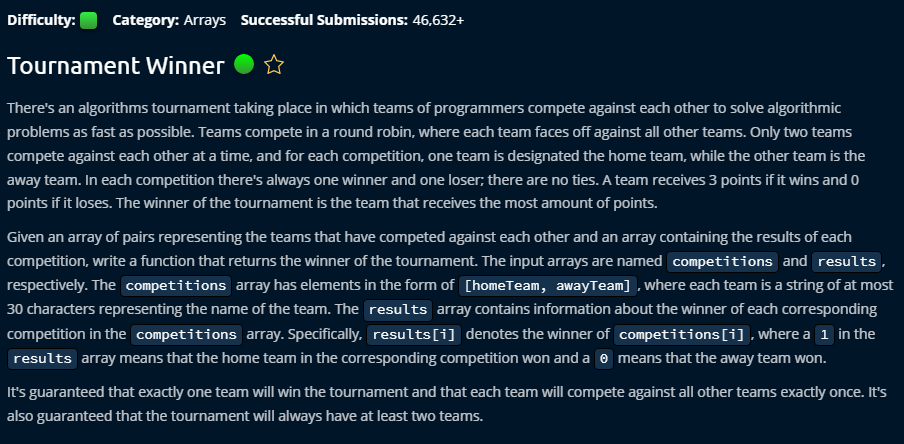 Difficulty: Category: Arrays Successful Submissions: 46,632+
Tournament Winner
There's an algorithms tournament taking place in which teams of programmers compete against each other to solve algorithmic
problems as fast as possible. Teams compete in a round robin, where each team faces off against all other teams. Only two teams
compete against each other at a time, and for each competition, one team is designated the home team, while the other team is the
away team. In each competition there's always one winner and one loser; there are no ties. A team receives 3 points if it wins and 0
points if it loses. The winner of the tournament is the team that receives the most amount of points.
Given an array of pairs representing the teams that have competed against each other and an array containing the results of each
competition, write a function that returns the winner of the tournament. The input arrays are named competitions and results ,
respectively. The competitions array has elements in the form of [homeTeam, awayTeam] , where each team is a string of at most
30 characters representing the name of the team. The results array contains information about the winner of each corresponding
competition in the competitions array. Specifically, results[i] denotes the winner of competitions[i] , where a 1 in the
results array means that the home team in the corresponding competition won and a 0 means that the away team won.
It's guaranteed that exactly one team will win the tournament and that each team will compete against all other teams exactly once. It's
also guaranteed that the tournament will always have at least two teams.